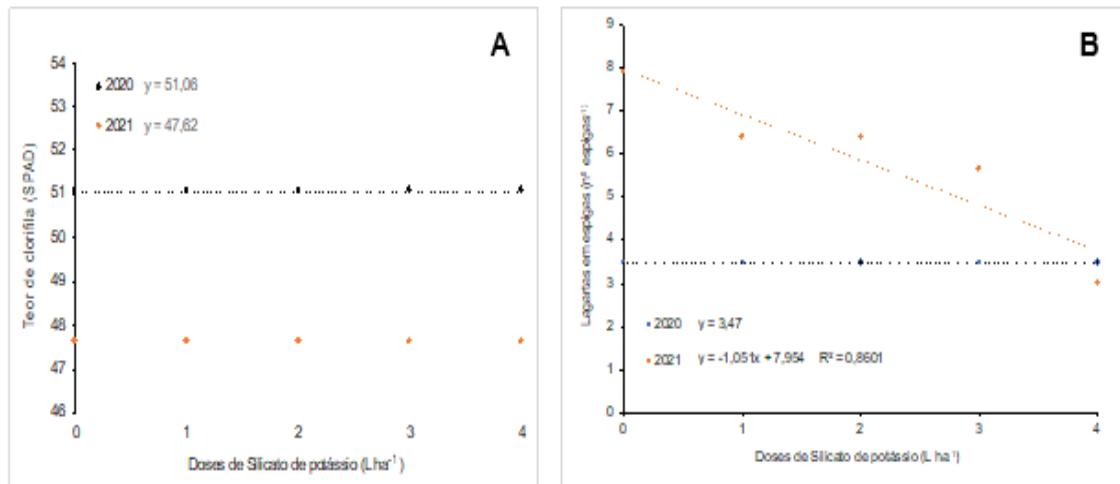 A
54
53
52
51
50
49
48
47
46
2020 y = 51,06
2021 y = 47,62
Teor de clorifila (SPAD)
0 1 2 3 4
Doses de Silicato de potássio (L ha⁻¹)
B
9
8
7
6
5
4
3
2
1
0
Lagartas em espigas (nº espigas⁻¹)
2020 y = 3,47
2021 y = -1,051x + 7,954 R² = 0,8601
0 1 2 3 4
Doses de Silicato de potássio (L ha⁻¹)